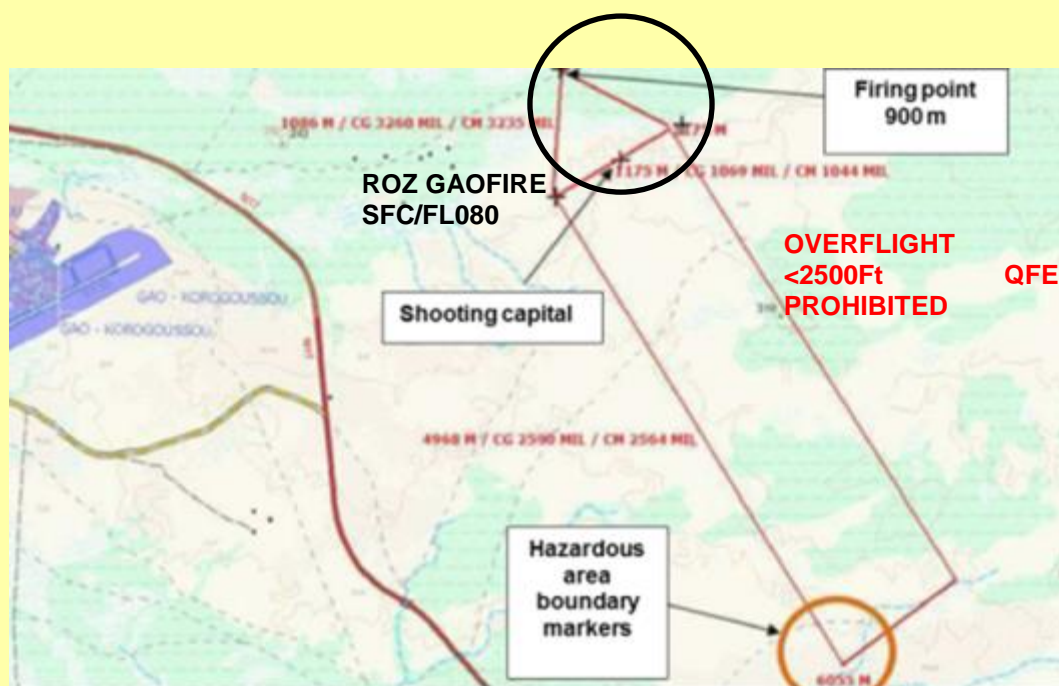 Firing point
900 m
1086 M / CG 3260 MIL / CM 3235 MIL
1175 M / CG 1069 MIL / CM 1044 MIL
ROZ GAOFIRE
SFC/FL080
OVERFLIGHT
<2500Ft QFE
PROHIBITED
GAO - KOROGOUSSOU
GAO - KOROGOUSSOU
Shooting capital
4968 M / CG 2590 MIL / CM 2564 MIL
Hazardous
area
boundary
markers
6055 M